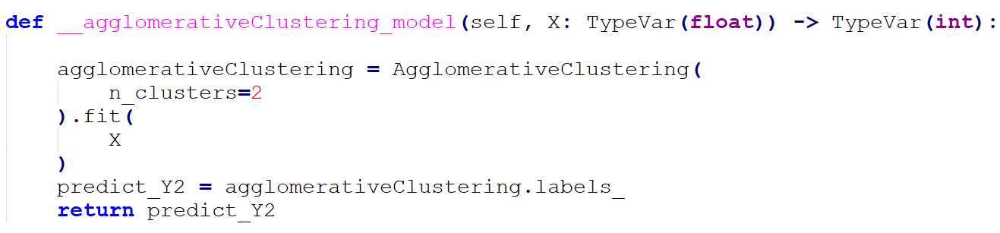 def __agglomerativeClustering_model(self, X: TypeVar(float)) -> TypeVar(int):
agglomerativeClustering = AgglomerativeClustering(
n_clusters=2
).fit(
X
)
predict_Y2 = agglomerativeClustering.labels_
return predict_Y2